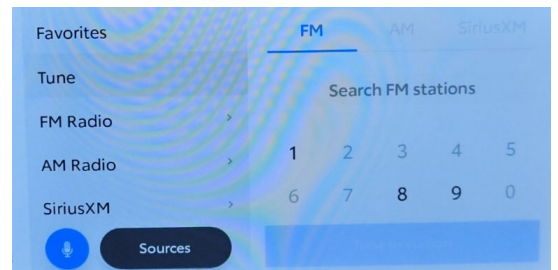 Favorites
Tune
FM Radio
AM Radio
SiriusXM
Sources
FM AM SiriusXM
Search FM stations
1 2 3 4 5
6 7 8 9 0